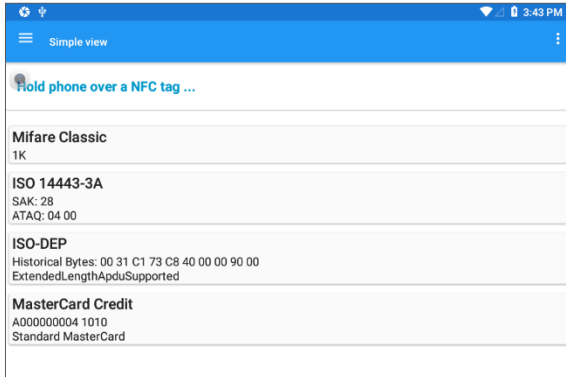 3:43 PM
Simple view
Hold phone over a NFC tag ...
Mifare Classic
1K
ISO 14443-3A
SAK: 28
ATAQ: 04 00
ISO-DEP
Historical Bytes: 00 31 C1 73 C8 40 00 00 90 00
ExtendedLengthApduSupported
MasterCard Credit
A000000004 1010
Standard MasterCard